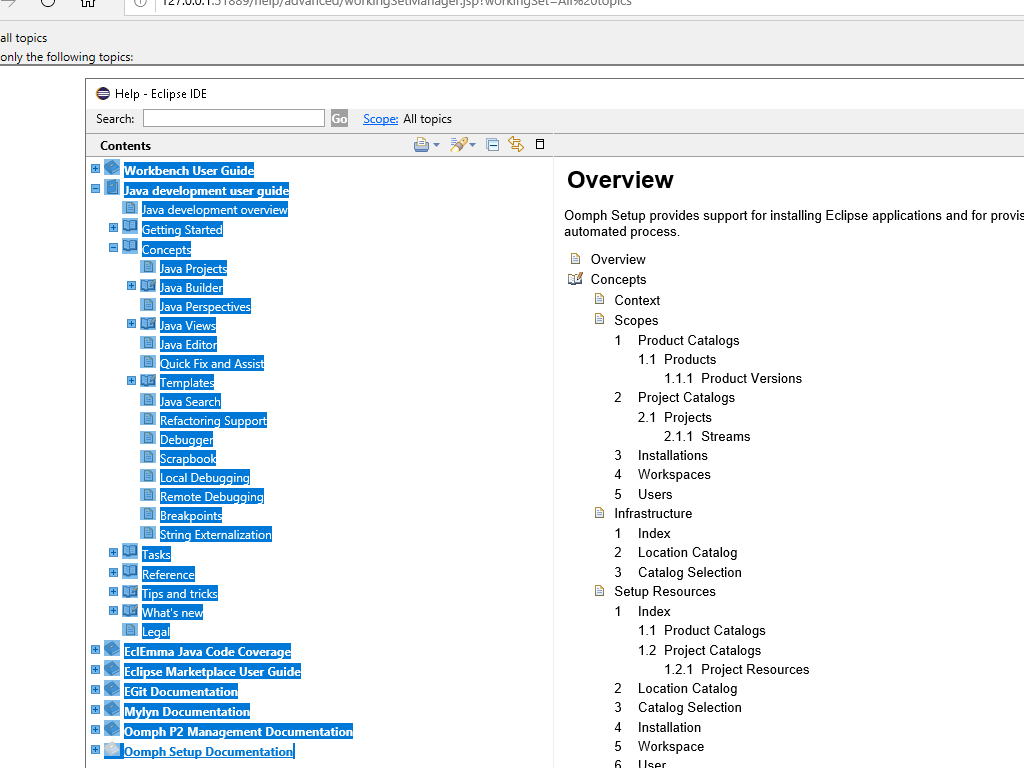 127.0.0.1:51889/help/advanced/workingSetManager.jsp?workingSet=All%20topics
all topics
only the following topics:
Help - Eclipse IDE
Search:
Go
Scope: All topics
Contents
Workbench User Guide
Java development user guide
Java development overview
Getting Started
Concepts
Java Projects
Java Builder
Java Perspectives
Java Views
Java Editor
Quick Fix and Assist
Templates
Java Search
Refactoring Support
Debugger
Scrapbook
Local Debugging
Remote Debugging
Breakpoints
String Externalization
Tasks
Reference
Tips and tricks
What's new
Legal
EclEmma Java Code Coverage
Eclipse Marketplace User Guide
EGit Documentation
Mylyn Documentation
Oomph P2 Management Documentation
Oomph Setup Documentation
Overview
Oomph Setup provides support for installing Eclipse applications and for
automated process.
Overview
Concepts
Context
Scopes
1 Product Catalogs
1.1 Products
1.1.1 Product Versions
2 Project Catalogs
2.1 Projects
2.1.1 Streams
3 Installations
4 Workspaces
5 Users
Infrastructure
1 Index
2 Location Catalog
3 Catalog Selection
Setup Resources
1 Index
1.1 Product Catalogs
1.2 Project Catalogs
1.2.1 Project Resources
2 Location Catalog
3 Catalog Selection
4 Installation
5 Workspace
6 User